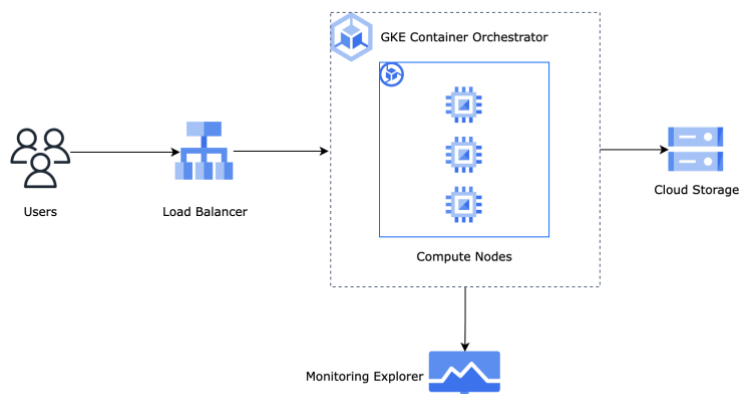 GKE Container Orchestrator
Users
Load Balancer
Cloud Storage
Compute Nodes
Monitoring Explorer